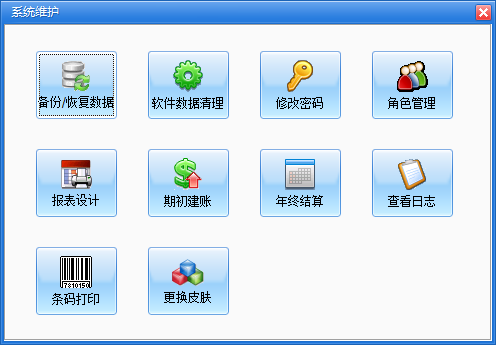 系统维护
备份/恢复数据
软件数据清理
修改密码
角色管理
报表设计
期初建账
年终结算
查看日志
7810150
条码打印
更换皮肤